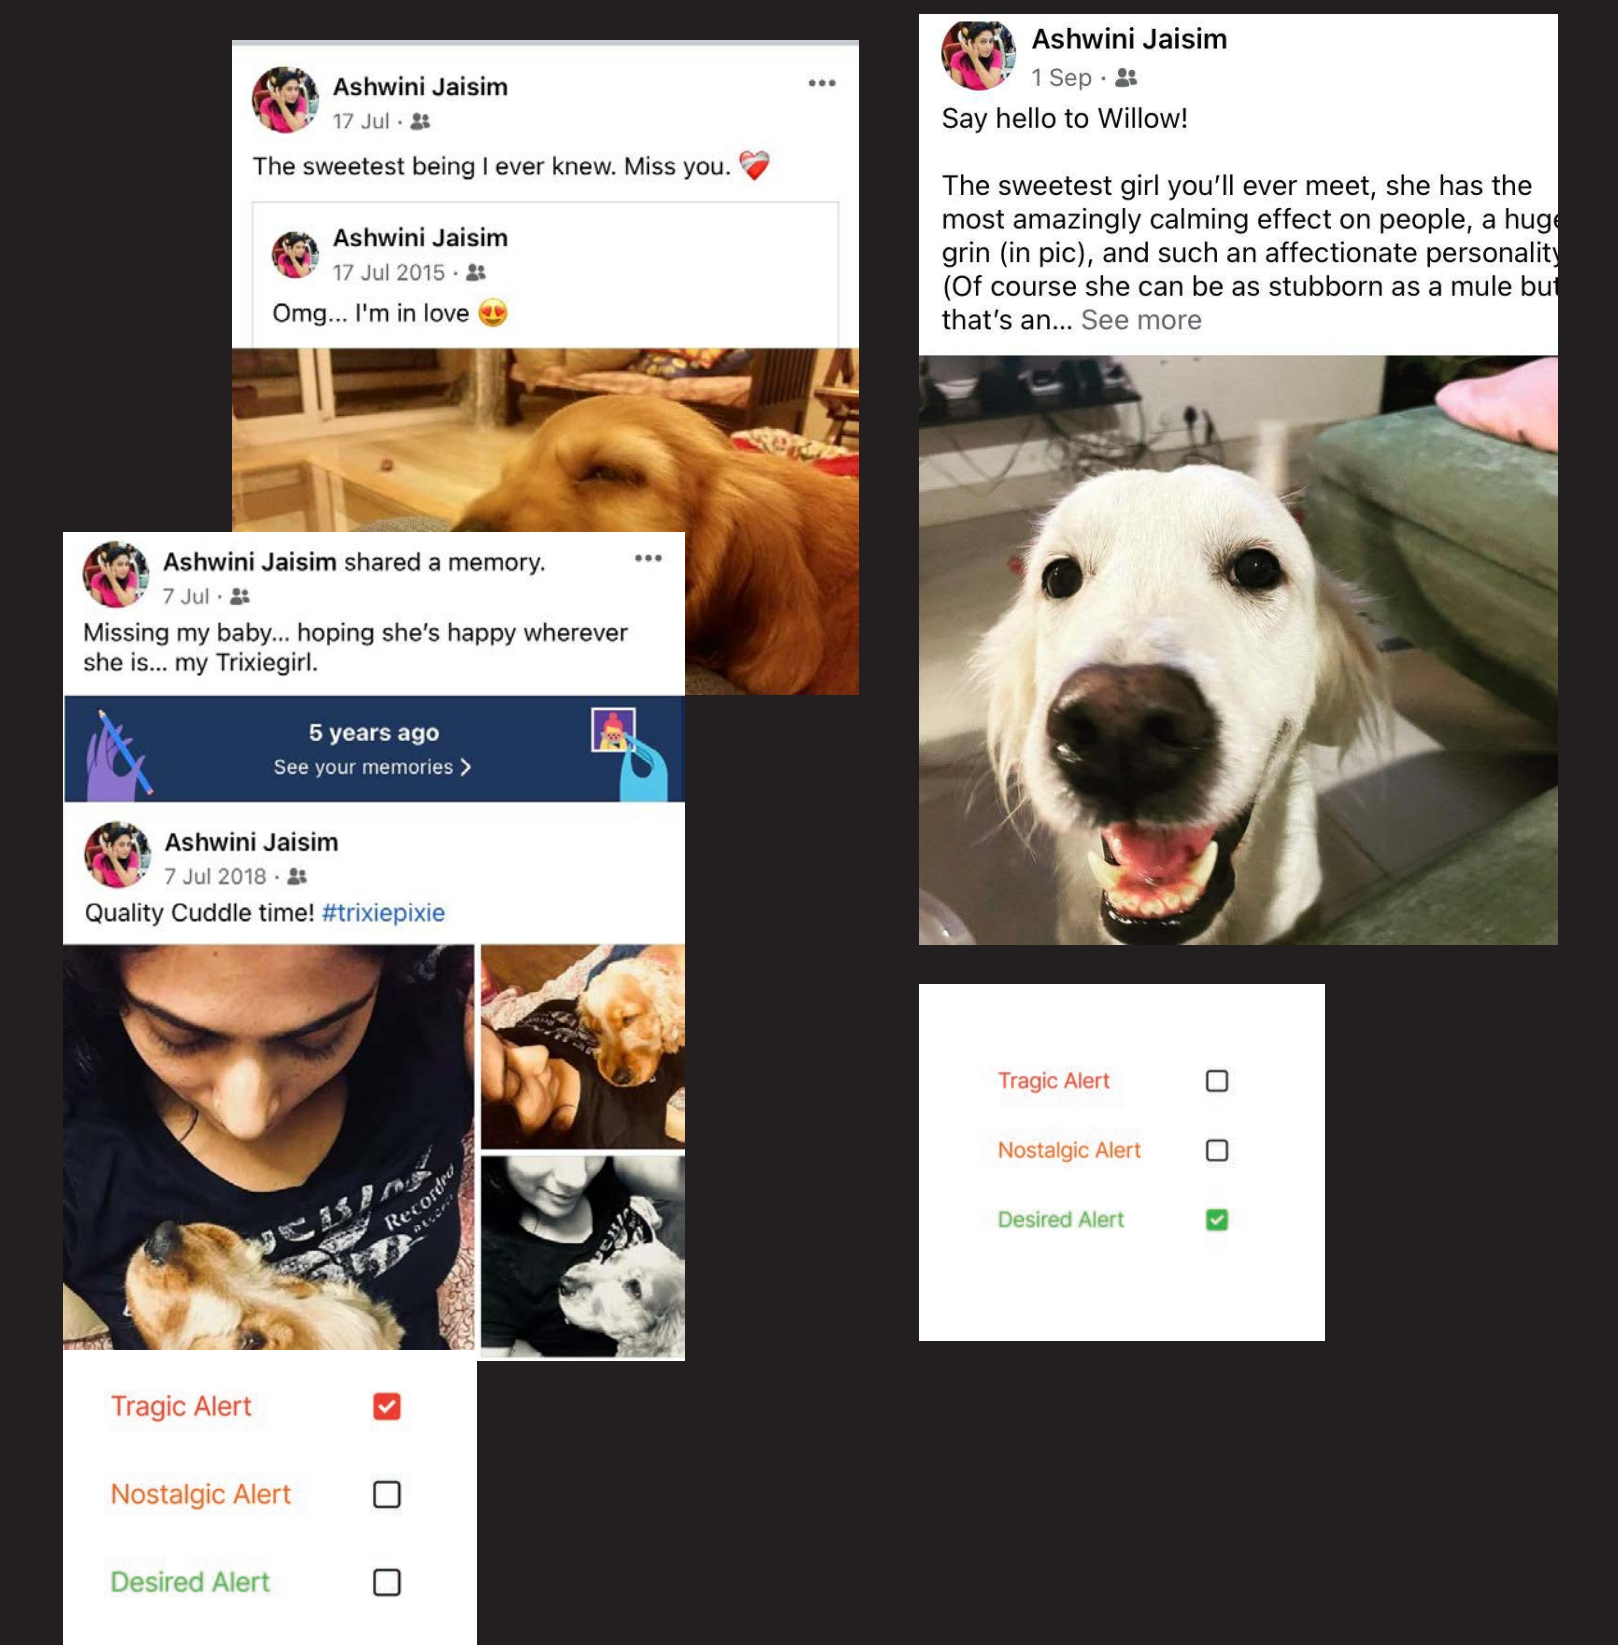 Ashwini Jaisim
17 Jul ·
The sweetest being I ever knew. Miss you. ❤️‍🩹
Ashwini Jaisim
17 Jul 2015 ·
Omg... I'm in love 😍
Ashwini Jaisim shared a memory.
7 Jul ·
Missing my baby... hoping she's happy wherever
she is... my Trixiegirl.
5 years ago
See your memories >
Ashwini Jaisim
7 Jul 2018 ·
Quality Cuddle time! #trixiepixie
Recorded
Tragic Alert
Nostalgic Alert
Desired Alert
Ashwini Jaisim
1 Sep ·
Say hello to Willow!
The sweetest girl you'll ever meet, she has the
most amazingly calming effect on people, a huge
grin (in pic), and such an affectionate personality
(Of course she can be as stubborn as a mule but
that's an... See more
Tragic Alert
Nostalgic Alert
Desired Alert